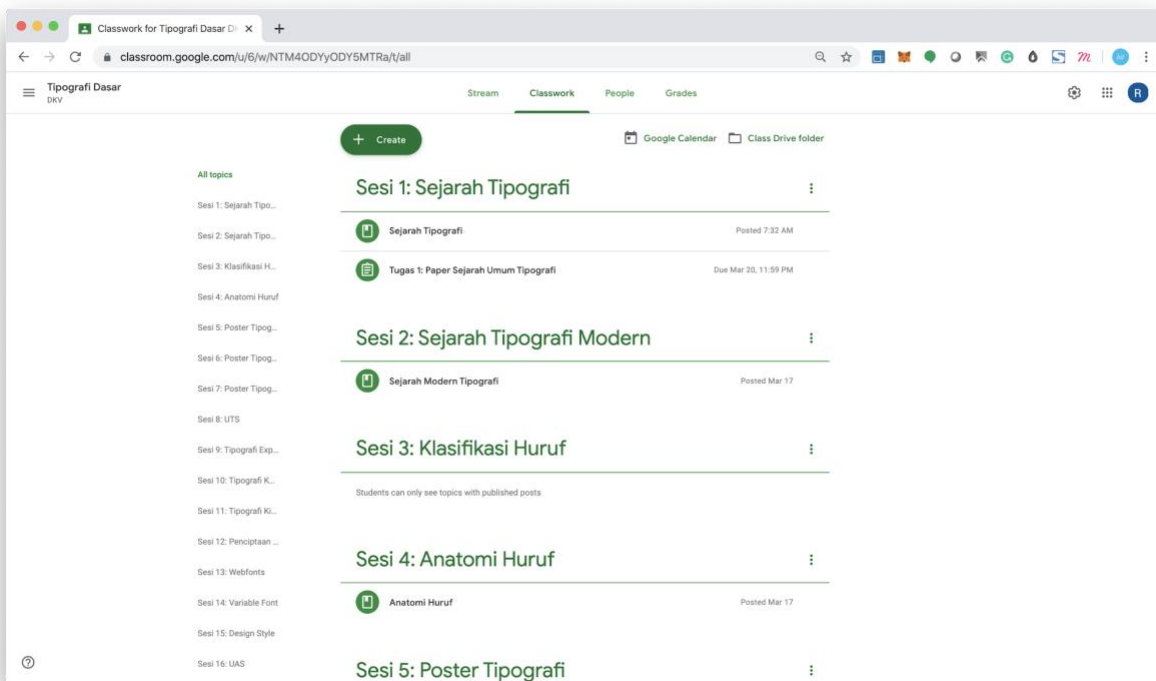 Classwork for Tipografi Dasar D
classroom.google.com/u/6/w/NTM4ODYyODY5MTRa/t/all
Tipografi Dasar
DKV
Stream Classwork People Grades
R
Create
Google Calendar Class Drive folder
All topics
Sesi 1: Sejarah Tipo...
Sesi 2: Sejarah Tipo...
Sesi 3: Klasifikasi H...
Sesi 4: Anatomi Huruf
Sesi 5: Poster Tipog...
Sesi 6: Poster Tipog...
Sesi 7: Poster Tipog...
Sesi 8: UTS
Sesi 9: Tipografi Exp...
Sesi 10: Tipografi K...
Sesi 11: Tipografi Ki...
Sesi 12: Penciptaan ...
Sesi 13: Webfonts
Sesi 14: Variable Font
Sesi 15: Design Style
Sesi 16: UAS
Sesi 1: Sejarah Tipografi
Sejarah Tipografi Posted 7:32 AM
Tugas 1: Paper Sejarah Umum Tipografi Due Mar 20, 11:59 PM
Sesi 2: Sejarah Tipografi Modern
Sejarah Modern Tipografi Posted Mar 17
Sesi 3: Klasifikasi Huruf
Students can only see topics with published posts
Sesi 4: Anatomi Huruf
Anatomi Huruf Posted Mar 17
Sesi 5: Poster Tipografi